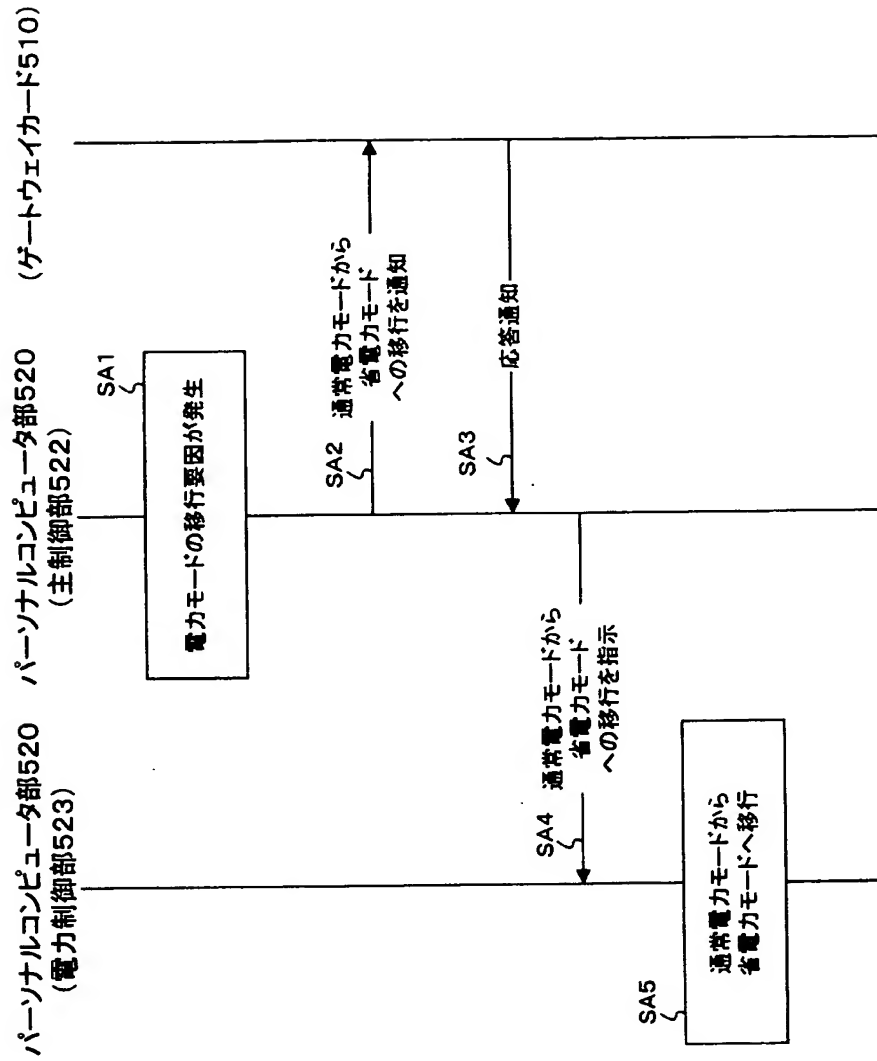 パーソナルコンピュータ部520
(電力制御部523)
パーソナルコンピュータ部520
(主制御部522)
(ゲートウェイカード510)
SA1
電力モードの移行要因が発生
SA2
通常電力モードから
省電力モード
への移行を通知
SA3
応答通知
SA4
通常電力モードから
省電力モード
への移行を指示
SA5
通常電力モードから
省電力モードへ移行